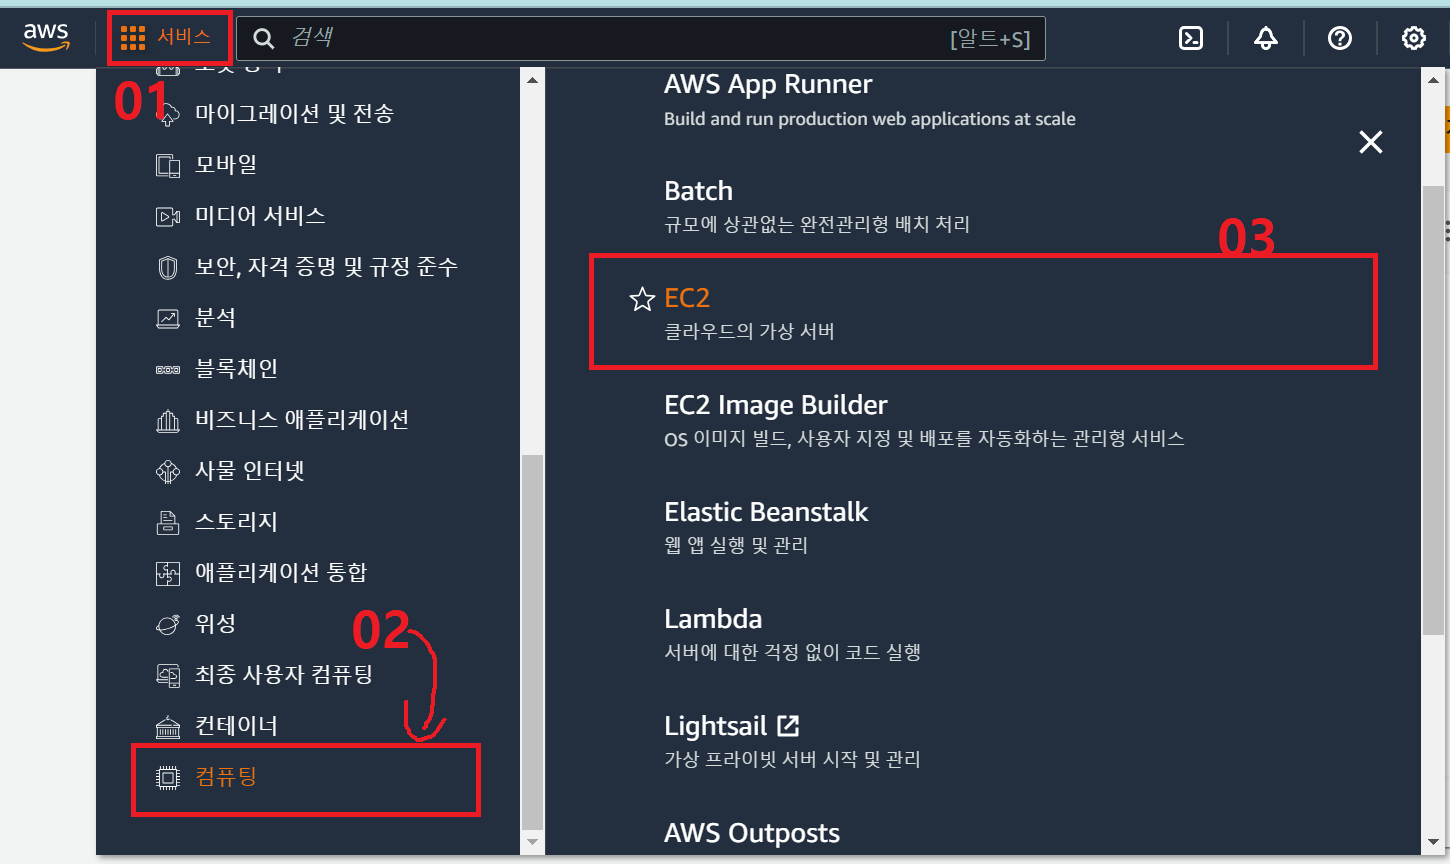 aws
서비스
검색
[알트+S]
01
마이그레이션 및 전송
모바일
미디어 서비스
보안, 자격 증명 및 규정 준수
분석
블록체인
비즈니스 애플리케이션
사물 인터넷
스토리지
애플리케이션 통합
위성
02
최종 사용자 컴퓨팅
컨테이너
컴퓨팅
AWS App Runner
Build and run production web applications at scale
Batch
규모에 상관없는 완전관리형 배치 처리
03
EC2
클라우드의 가상 서버
EC2 Image Builder
OS 이미지 빌드, 사용자 지정 및 배포를 자동화하는 관리형 서비스
Elastic Beanstalk
웹 앱 실행 및 관리
Lambda
서버에 대한 걱정 없이 코드 실행
Lightsail
가상 프라이빗 서버 시작 및 관리
AWS Outposts